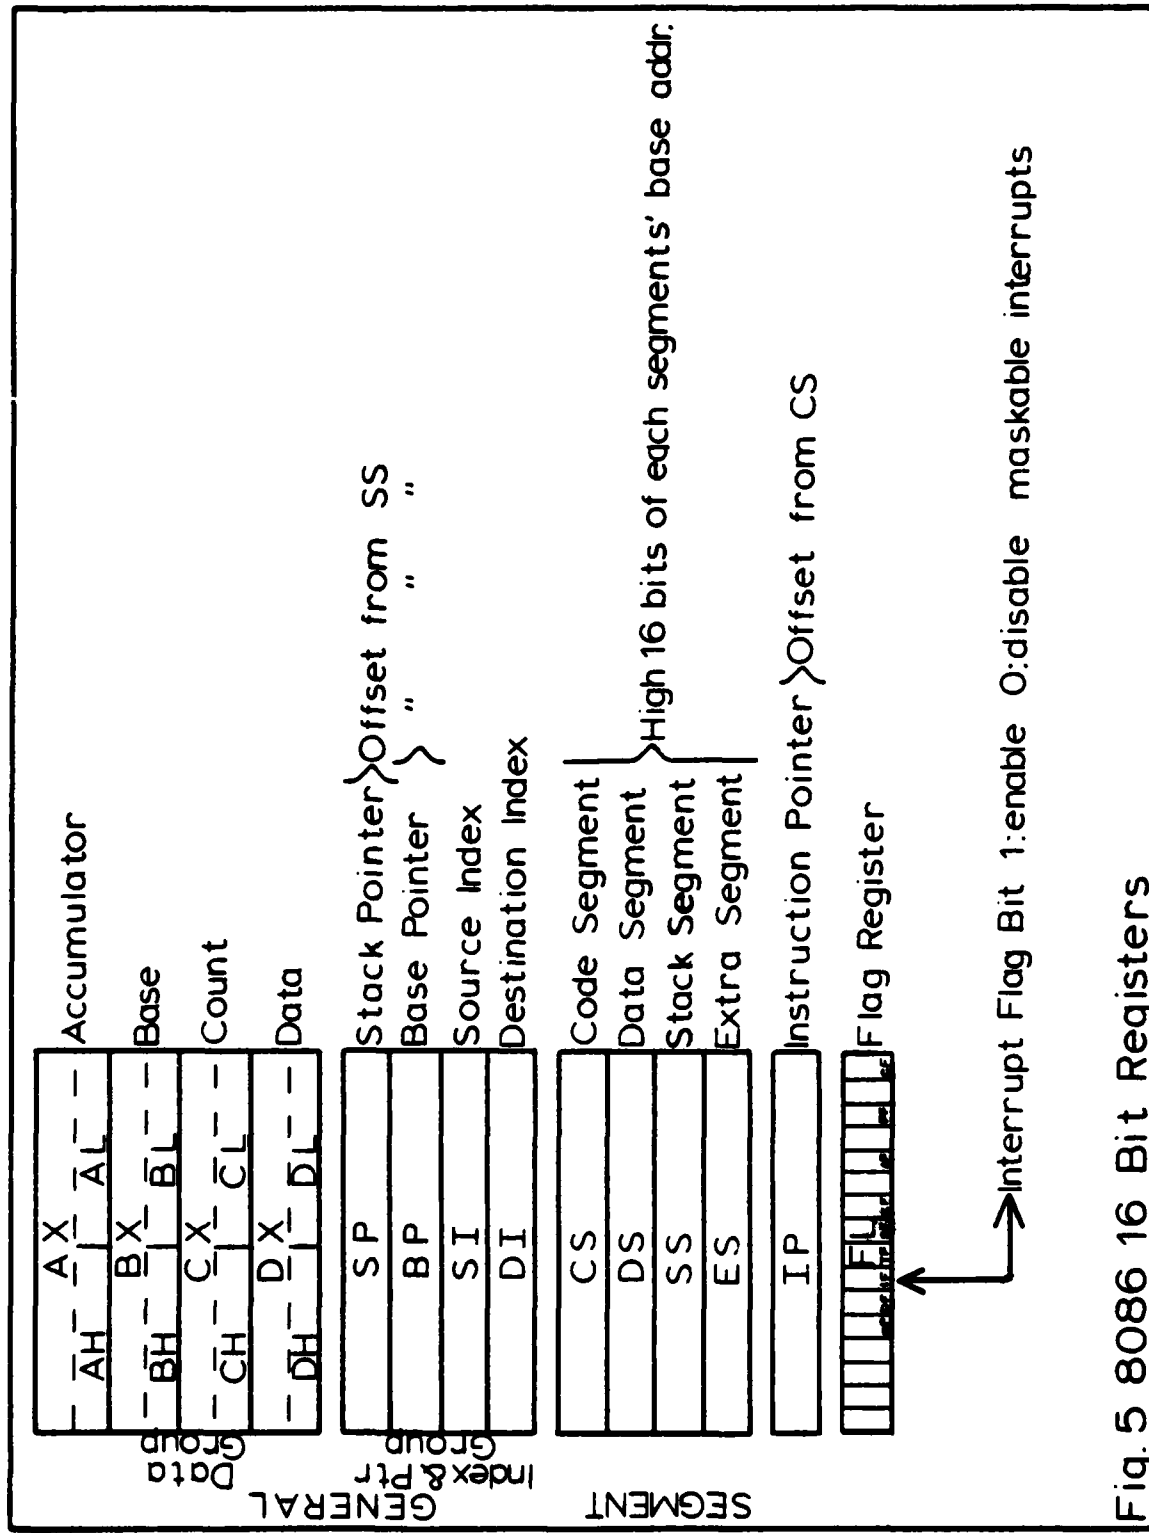 GENERAL
Data Group
AX Accumulator
AH AL
BX Base
BH BL
CX Count
CH CL
DX Data
DH DL
Index & Ptr Group
SP Stack Pointer Offset from SS
BP Base Pointer " " "
SI Source Index
DI Destination Index
SEGMENT
CS Code Segment
DS Data Segment
SS Stack Segment
ES Extra Segment
High 16 bits of each segments' base addr.
IP Instruction Pointer Offset from CS
Flag Register
Interrupt Flag Bit 1:enable 0:disable maskable interrupts
Fig. 5 8086 16 Bit Registers